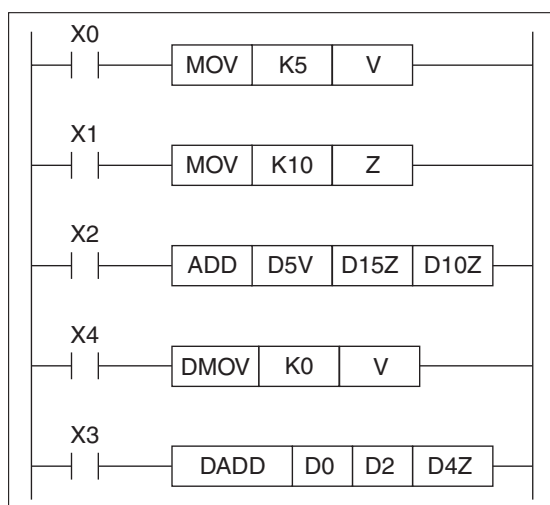 X0
MOV K5 V
X1
MOV K10 Z
X2
ADD D5V D15Z D10Z
X4
DMOV K0 V
X3
DADD D0 D2 D4Z